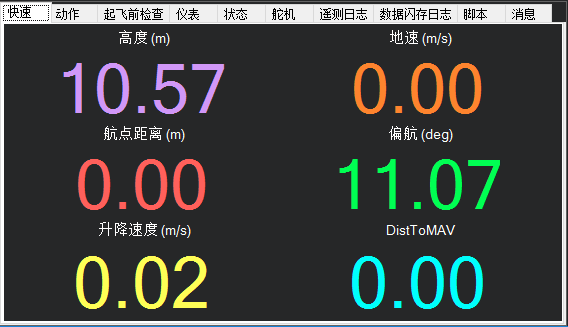 快速 动作 起飞前检查 仪表 状态 舵机 遥测日志 数据闪存日志 脚本 消息
高度 (m) 地速 (m/s)
10.57 0.00
航点距离 (m) 偏航 (deg)
0.00 11.07
升降速度 (m/s) DistToMAV
0.02 0.00